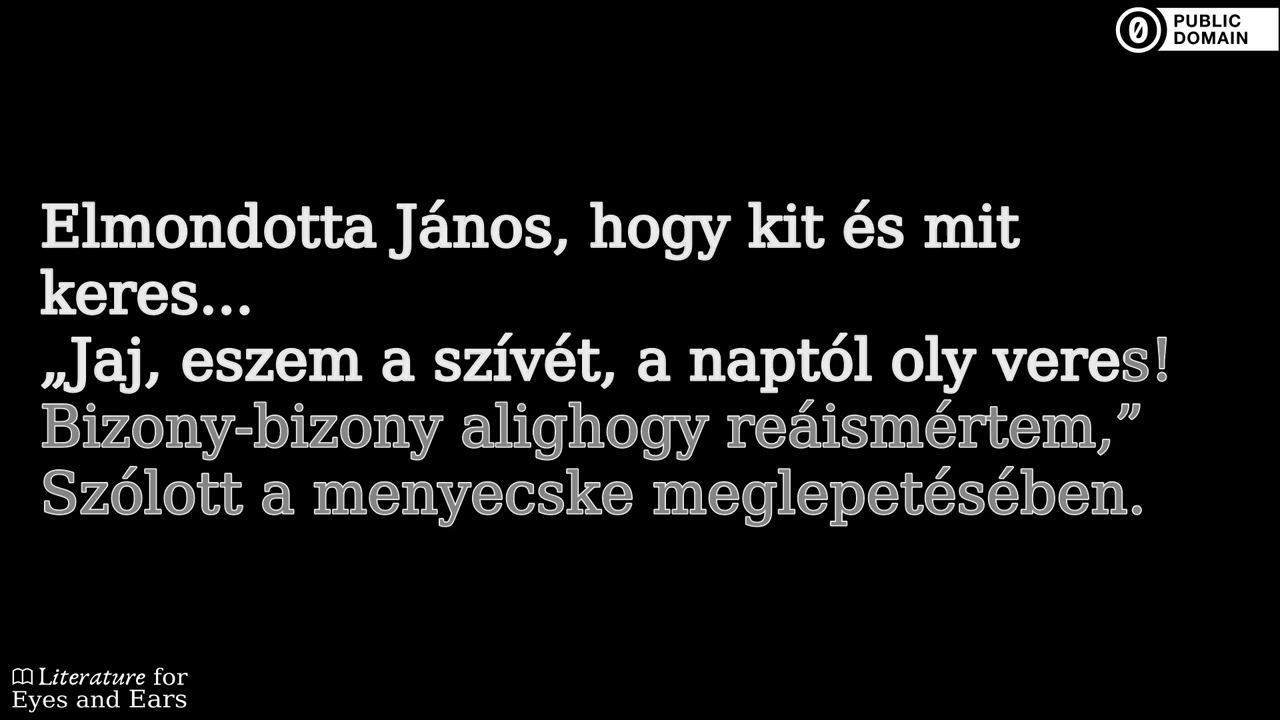 PUBLIC
DOMAIN
Elmondotta János, hogy kit és mit
keres...
„Jaj, eszem a szívét, a naptól oly veres!
Bizony-bizony alighogy reáismértem,”
Szólott a menyecske meglepetésében.
Literature for
Eyes and Ears